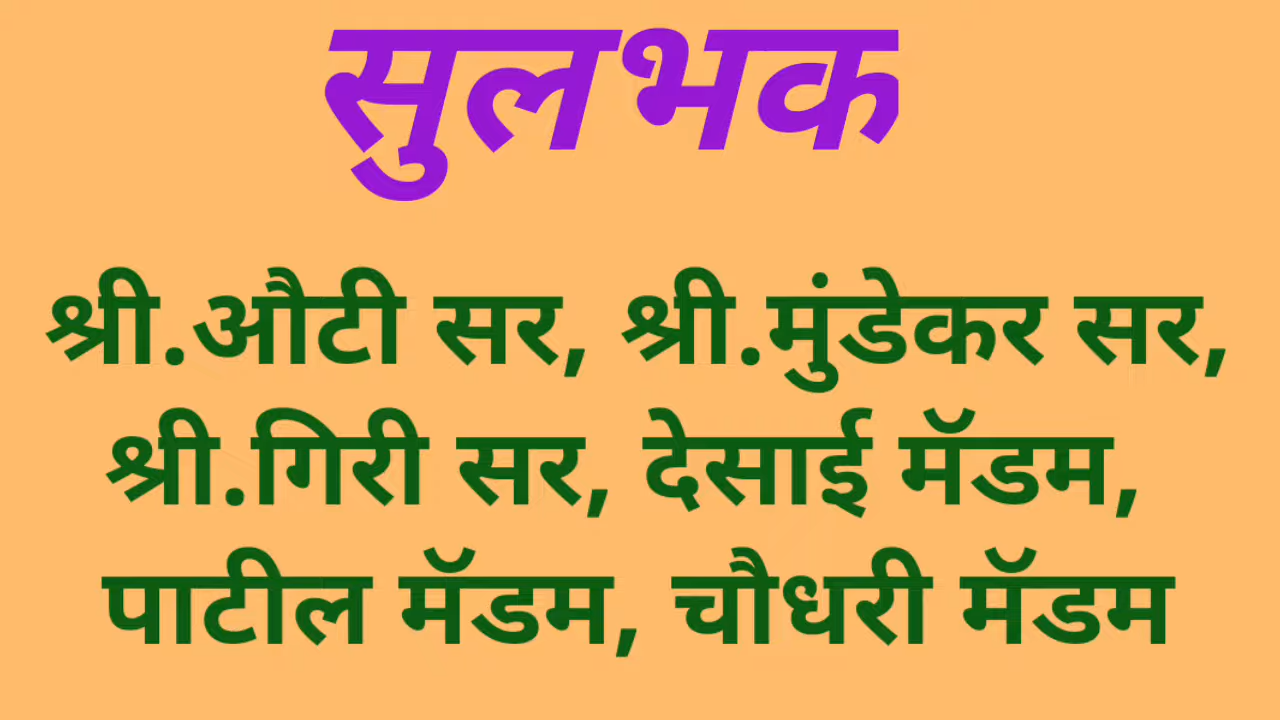 सुलभक
श्री.औटी सर, श्री.मुंडेकर सर,
श्री.गिरी सर, देसाई मॅडम,
पाटील मॅडम, चौधरी मॅडम